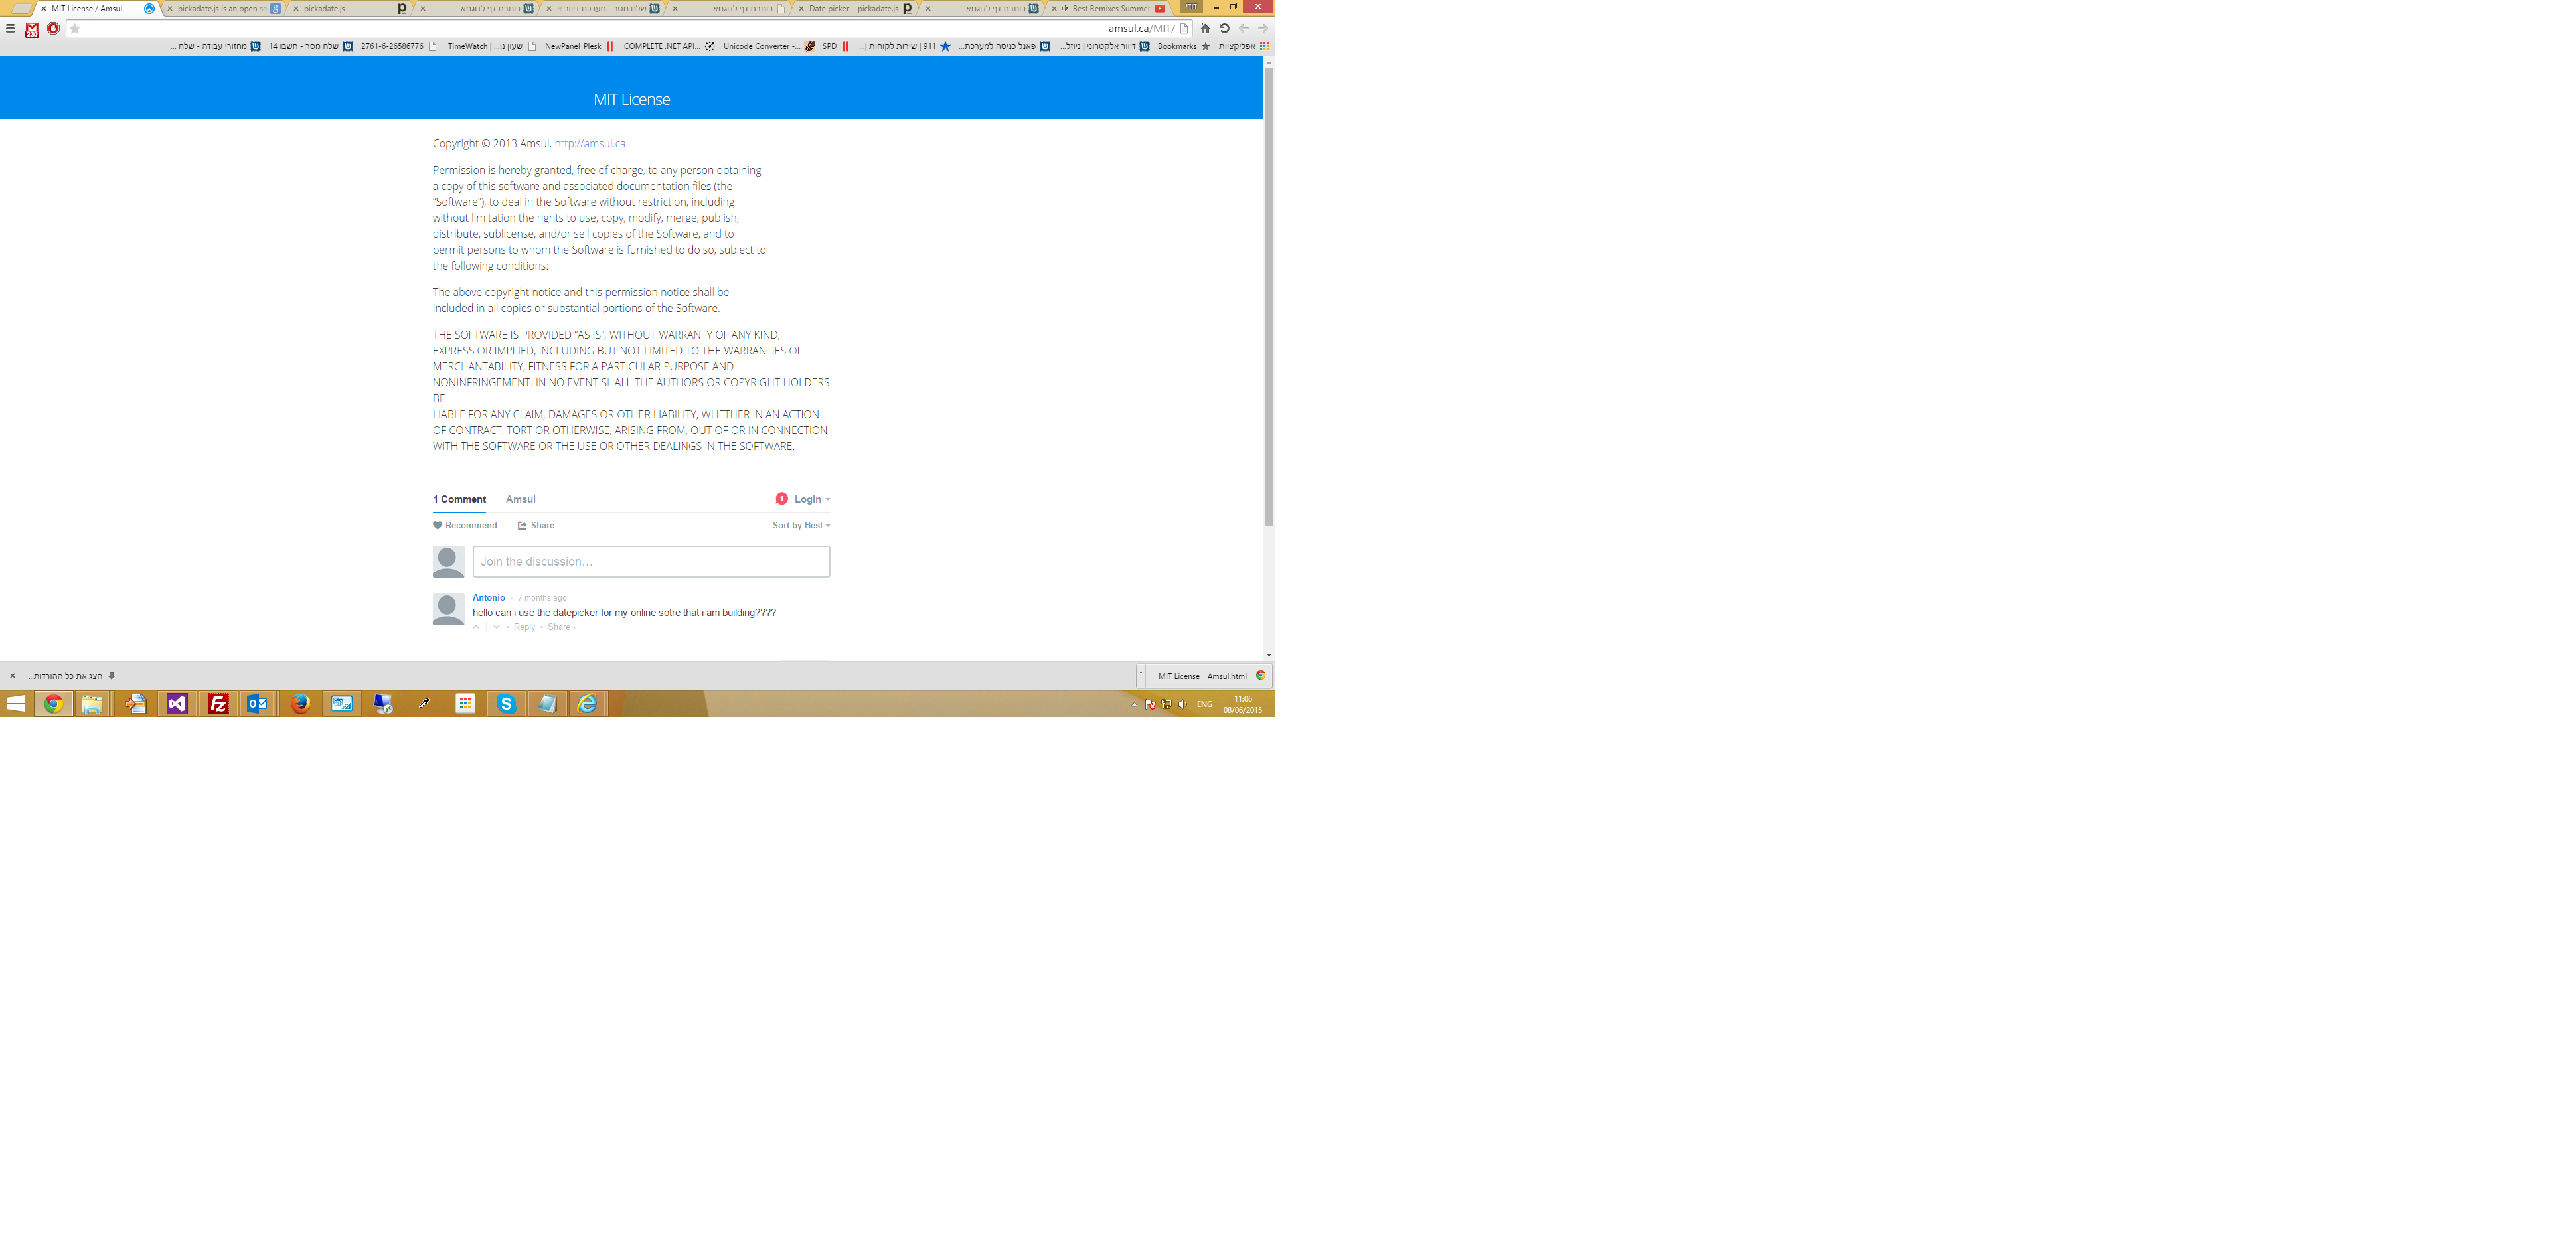 MIT License / Amsul
pickadate.js is an open sc
pickadate.js
כותרת דף לדוגמא
שלח מסר - מערכת דיוור
כותרת דף לדוגמא
Date picker – pickadate.js
כותרת דף לדוגמא
Best Remixes Summer
דודי
amsul.ca/MIT/
אפליקציות
Bookmarks
דיוור אלקטרוני | ניוזל...
פאנל כניסה למערכת...
911 | שירות לקוחות |...
SPD
Unicode Converter -...
COMPLETE .NET API...
NewPanel_Plesk
TimeWatch | שעון נו...
2761-6-26586776
שלח מסר - חשבו 14
מחזורי עבודה - שלח ...
MIT License
Copyright © 2013 Amsul, http://amsul.ca
Permission is hereby granted, free of charge, to any person obtaining
a copy of this software and associated documentation files (the
“Software”), to deal in the Software without restriction, including
without limitation the rights to use, copy, modify, merge, publish,
distribute, sublicense, and/or sell copies of the Software, and to
permit persons to whom the Software is furnished to do so, subject to
the following conditions:
The above copyright notice and this permission notice shall be
included in all copies or substantial portions of the Software.
THE SOFTWARE IS PROVIDED “AS IS”, WITHOUT WARRANTY OF ANY KIND,
EXPRESS OR IMPLIED, INCLUDING BUT NOT LIMITED TO THE WARRANTIES OF
MERCHANTABILITY, FITNESS FOR A PARTICULAR PURPOSE AND
NONINFRINGEMENT. IN NO EVENT SHALL THE AUTHORS OR COPYRIGHT HOLDERS
BE
LIABLE FOR ANY CLAIM, DAMAGES OR OTHER LIABILITY, WHETHER IN AN ACTION
OF CONTRACT, TORT OR OTHERWISE, ARISING FROM, OUT OF OR IN CONNECTION
WITH THE SOFTWARE OR THE USE OR OTHER DEALINGS IN THE SOFTWARE.
1 Comment Amsul 1 Login
Recommend Share Sort by Best
Join the discussion...
Antonio • 7 months ago
hello can i use the datepicker for my online sotre that i am building????
• Reply • Share ›
הצג את כל ההורדות...
MIT License _ Amsul.html
ENG
11:06
08/06/2015